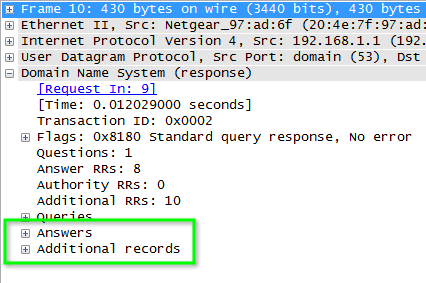 Frame 10: 430 bytes on wire (3440 bits), 430 bytes
Ethernet II, Src: Netgear_97:ad:6f (20:4e:7f:97:ad:
Internet Protocol Version 4, Src: 192.168.1.1 (192.
User Datagram Protocol, Src Port: domain (53), Dst
Domain Name System (response)
[Request In: 9]
[Time: 0.012029000 seconds]
Transaction ID: 0x0002
Flags: 0x8180 Standard query response, No error
Questions: 1
Answer RRs: 8
Authority RRs: 0
Additional RRs: 10
Queries
Answers
Additional records